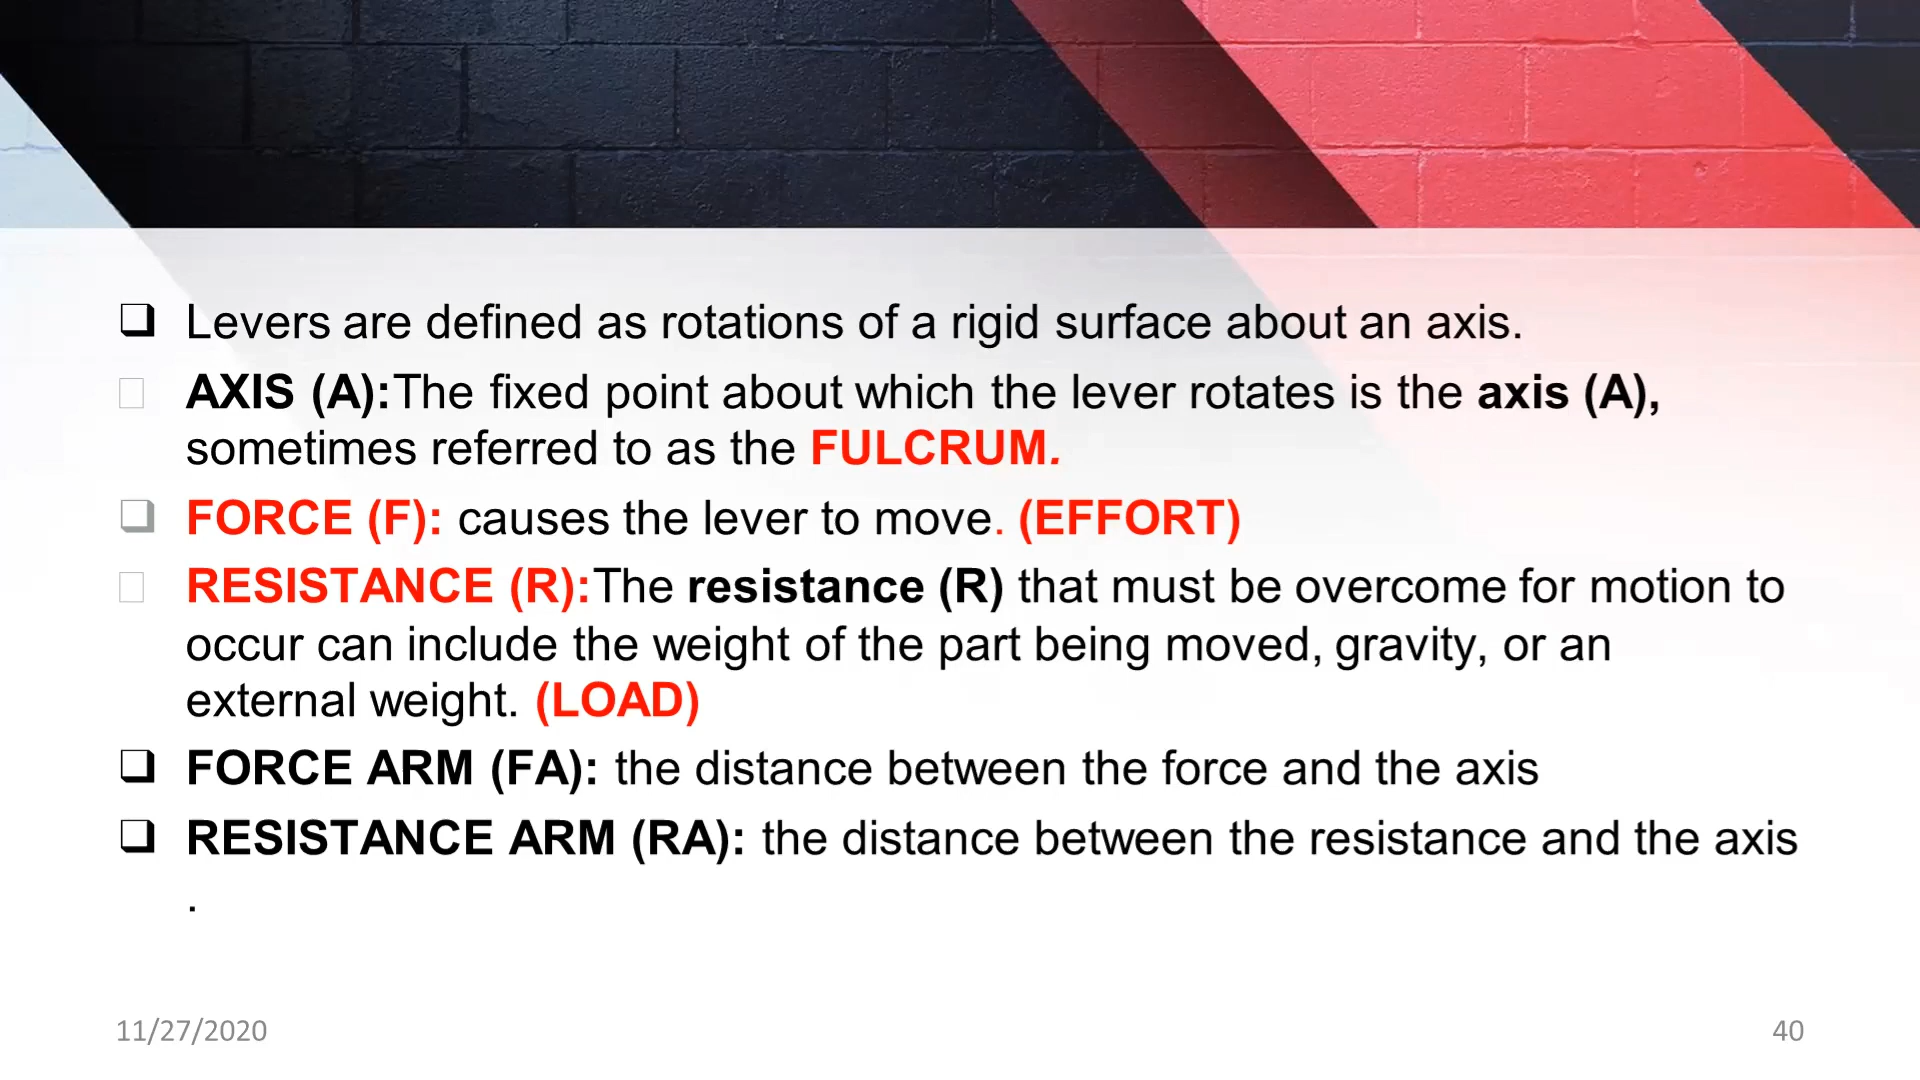 ❑ Levers are defined as rotations of a rigid surface about an axis.
AXIS (A):The fixed point about which the lever rotates is the axis (A),
sometimes referred to as the FULCRUM.
❑ FORCE (F): causes the lever to move. (EFFORT)
RESISTANCE (R):The resistance (R) that must be overcome for motion to
occur can include the weight of the part being moved, gravity, or an
external weight. (LOAD)
❑ FORCE ARM (FA): the distance between the force and the axis
❑ RESISTANCE ARM (RA): the distance between the resistance and the axis
.
11/27/2020
40